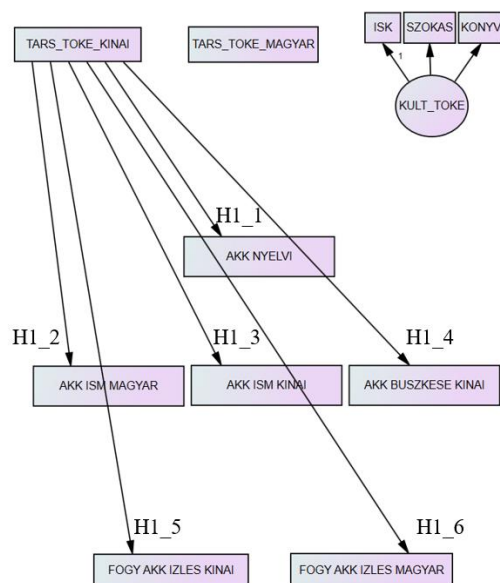 ISK
SZOKAS
KONYV
TARS_TOKE_KINAI
TARS_TOKE_MAGYAR
1
KULT_TOKE
H1_1
AKK NYELVI
H1_2
H1_3
H1_4
AKK ISM MAGYAR
AKK ISM KINAI
AKK BUSZKESE KINAI
H1_5
H1_6
FOGY AKK IZLES KINAI
FOGY AKK IZLES MAGYAR